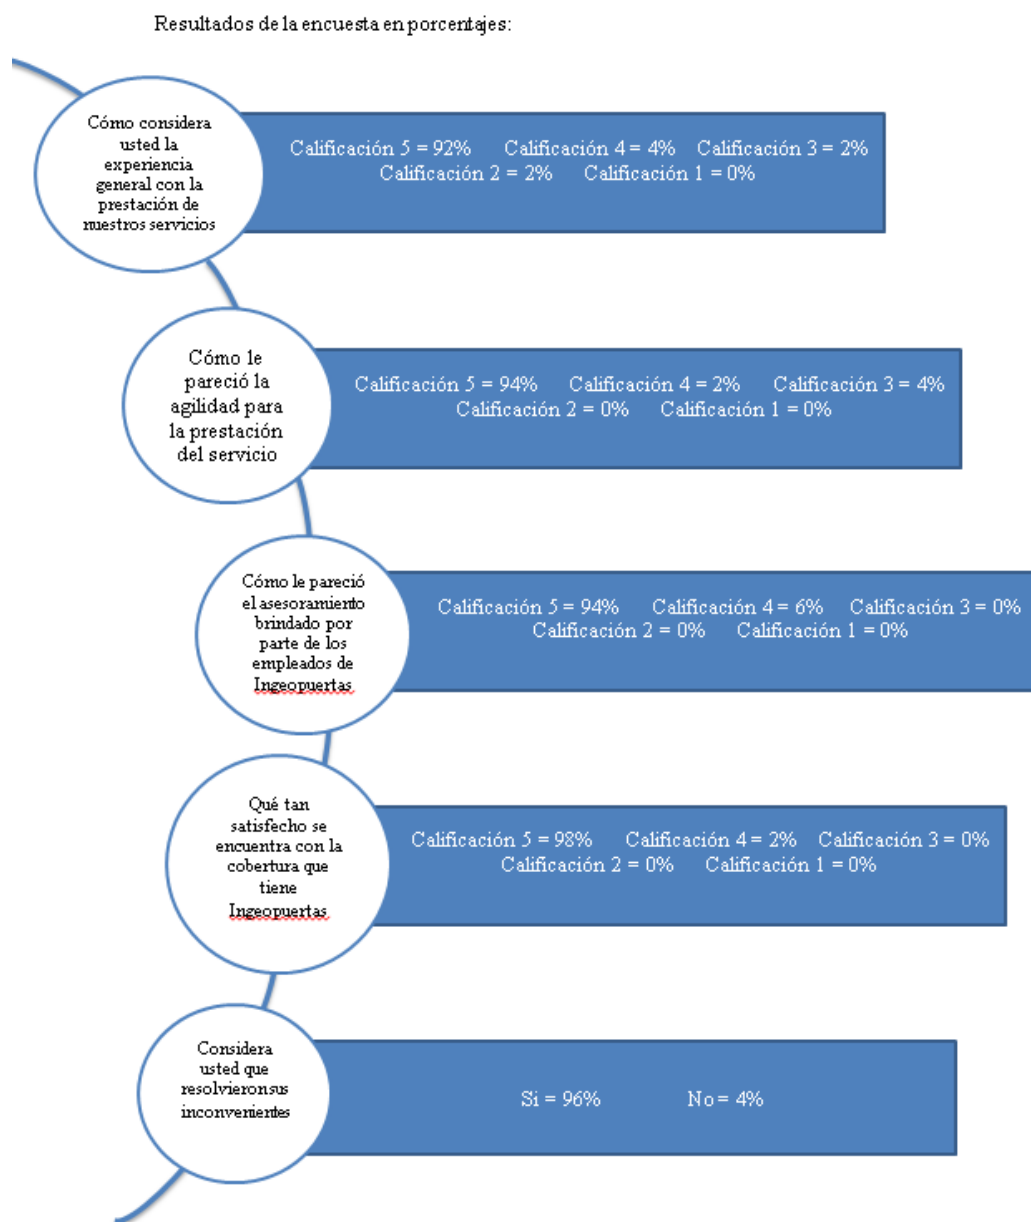 Resultados de la encuesta en porcentajes:
Cómo considera
usted la
experiencia
general con la
prestación de
nuestros servicios
Calificación 5 = 92% Calificación 4 = 4% Calificación 3 = 2%
Calificación 2 = 2% Calificación 1 = 0%
Cómo le
pareció la
agilidad para
la prestación
del servicio
Calificación 5 = 94% Calificación 4 = 2% Calificación 3 = 4%
Calificación 2 = 0% Calificación 1 = 0%
Cómo le pareció
el asesoramiento
brindado por
parte de los
empleados de
Ingeopuertas
Calificación 5 = 94% Calificación 4 = 6% Calificación 3 = 0%
Calificación 2 = 0% Calificación 1 = 0%
Qué tan
satisfecho se
encuentra con la
cobertura que
tiene
Ingeopuertas
Calificación 5 = 98% Calificación 4 = 2% Calificación 3 = 0%
Calificación 2 = 0% Calificación 1 = 0%
Considera
usted que
resolvieron sus
inconvenientes
Si = 96% No = 4%